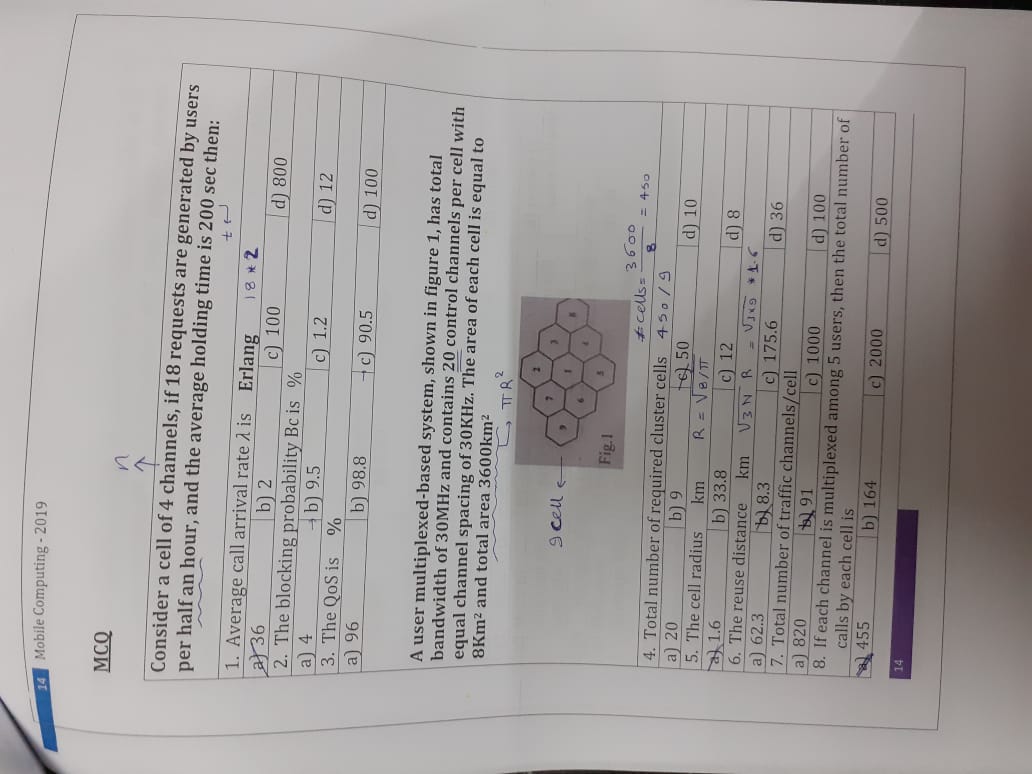 14 Mobile Computing - 2019
MCQ
n
Consider a cell of 4 channels, if 18 requests are generated by users
per half an hour, and the average holding time is 200 sec then:
t
1. Average call arrival rate λ is Erlang 18 * 2
a) 36 b) 2 c) 100 d) 800
2. The blocking probability Bc is %
a) 4 b) 9.5 c) 1.2 d) 12
3. The QoS is %
a) 96 b) 98.8 c) 90.5 d) 100
A user multiplexed-based system, shown in figure 1, has total
bandwidth of 30MHz and contains 20 control channels per cell with
equal channel spacing of 30KHz. The area of each cell is equal to
8Km² and total area 3600km²
πR²
9 cell
9 7 2 3 8 6 1 4 5
Fig.1
#cells = 3600/8 = 450
4. Total number of required cluster cells 450/9
a) 20 b) 9 c) 50 d) 10
5. The cell radius km R = √8/π
a) 1.6 b) 33.8 c) 12 d) 8
6. The reuse distance km √3N R = √3x9 *1.6
a) 62.3 b) 8.3 c) 175.6 d) 36
7. Total number of traffic channels/cell
a) 820 b) 91 c) 1000 d) 100
8. If each channel is multiplexed among 5 users, then the total number of
calls by each cell is
a) 455 b) 164 c) 2000 d) 500
14